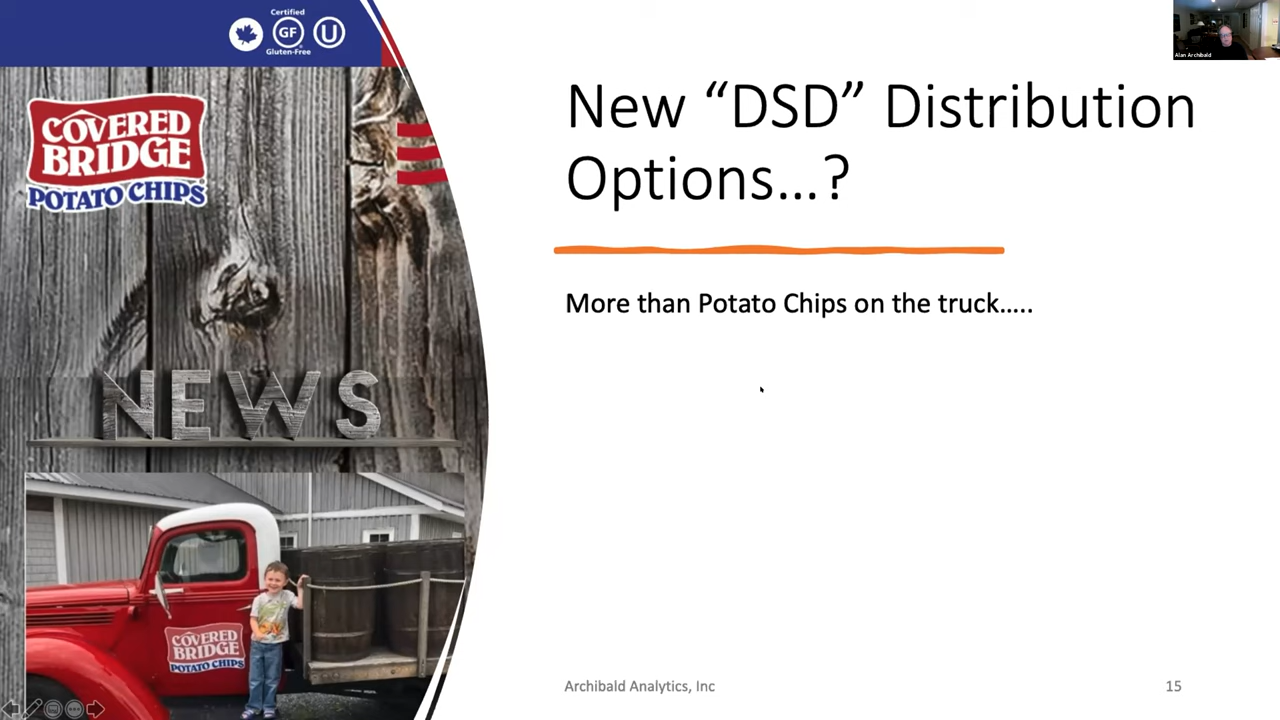 Certified
GF
U
Gluten-Free
COVERED
BRIDGE
POTATO CHIPS
NEWS
COVERED
BRIDGE
POTATO CHIPS
New “DSD” Distribution
Options...?
More than Potato Chips on the truck.....
Archibald Analytics, Inc
15
Alan Archibald